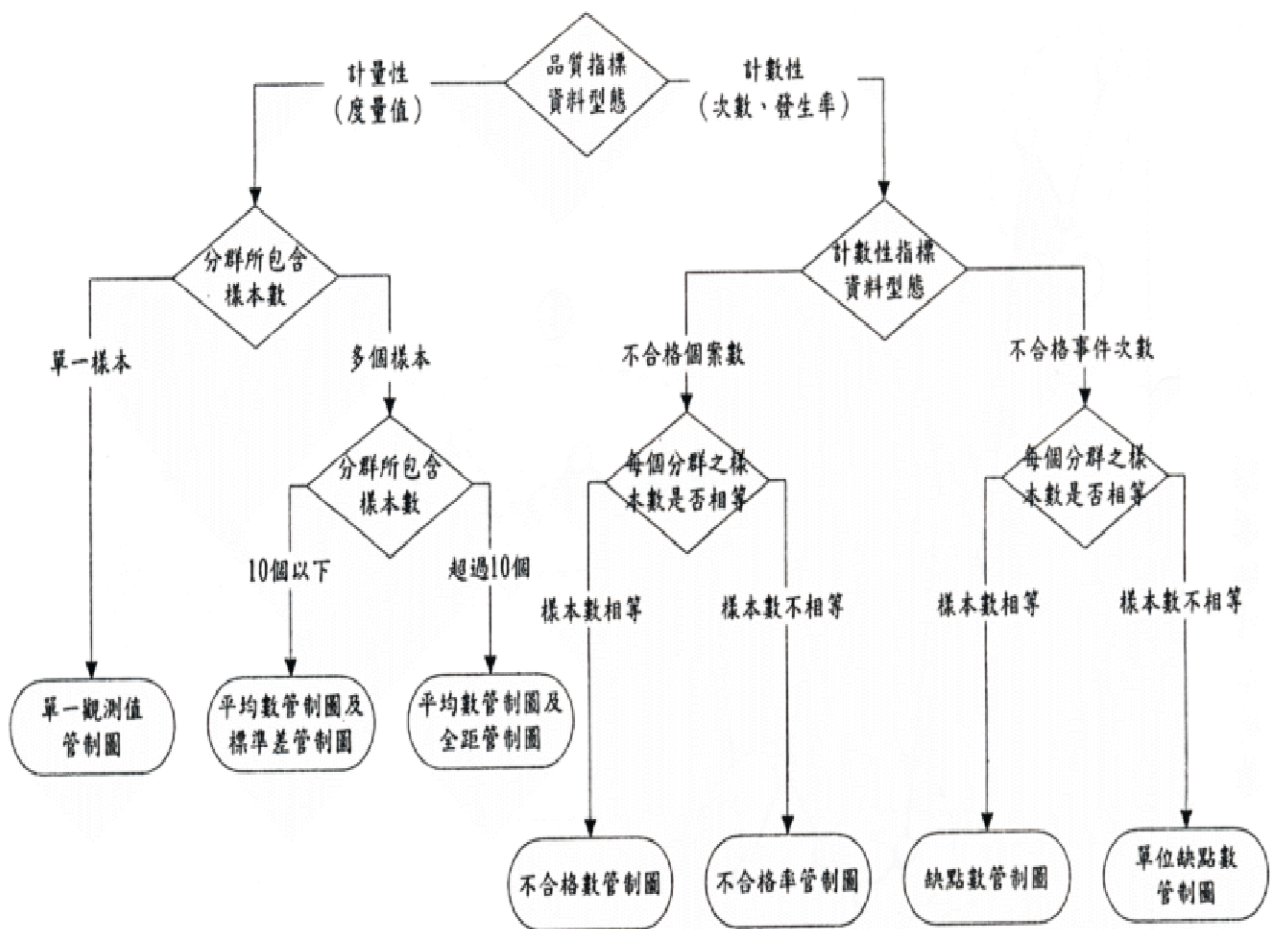 品質指標
資料型態
計量性
(度量值)
計數性
(次數、發生率)
分群所包含
樣本數
計數性指標
資料型態
單一樣本
多個樣本
不合格個案數
不合格事件次數
分群所包含
樣本數
每個分群之樣
本數是否相等
每個分群之樣
本數是否相等
10個以下
超過10個
樣本數相等
樣本數不相等
樣本數相等
樣本數不相等
單一觀測值
管制圖
平均數管制圖及
標準差管制圖
平均數管制圖及
全距管制圖
不合格數管制圖
不合格率管制圖
缺點數管制圖
單位缺點數
管制圖